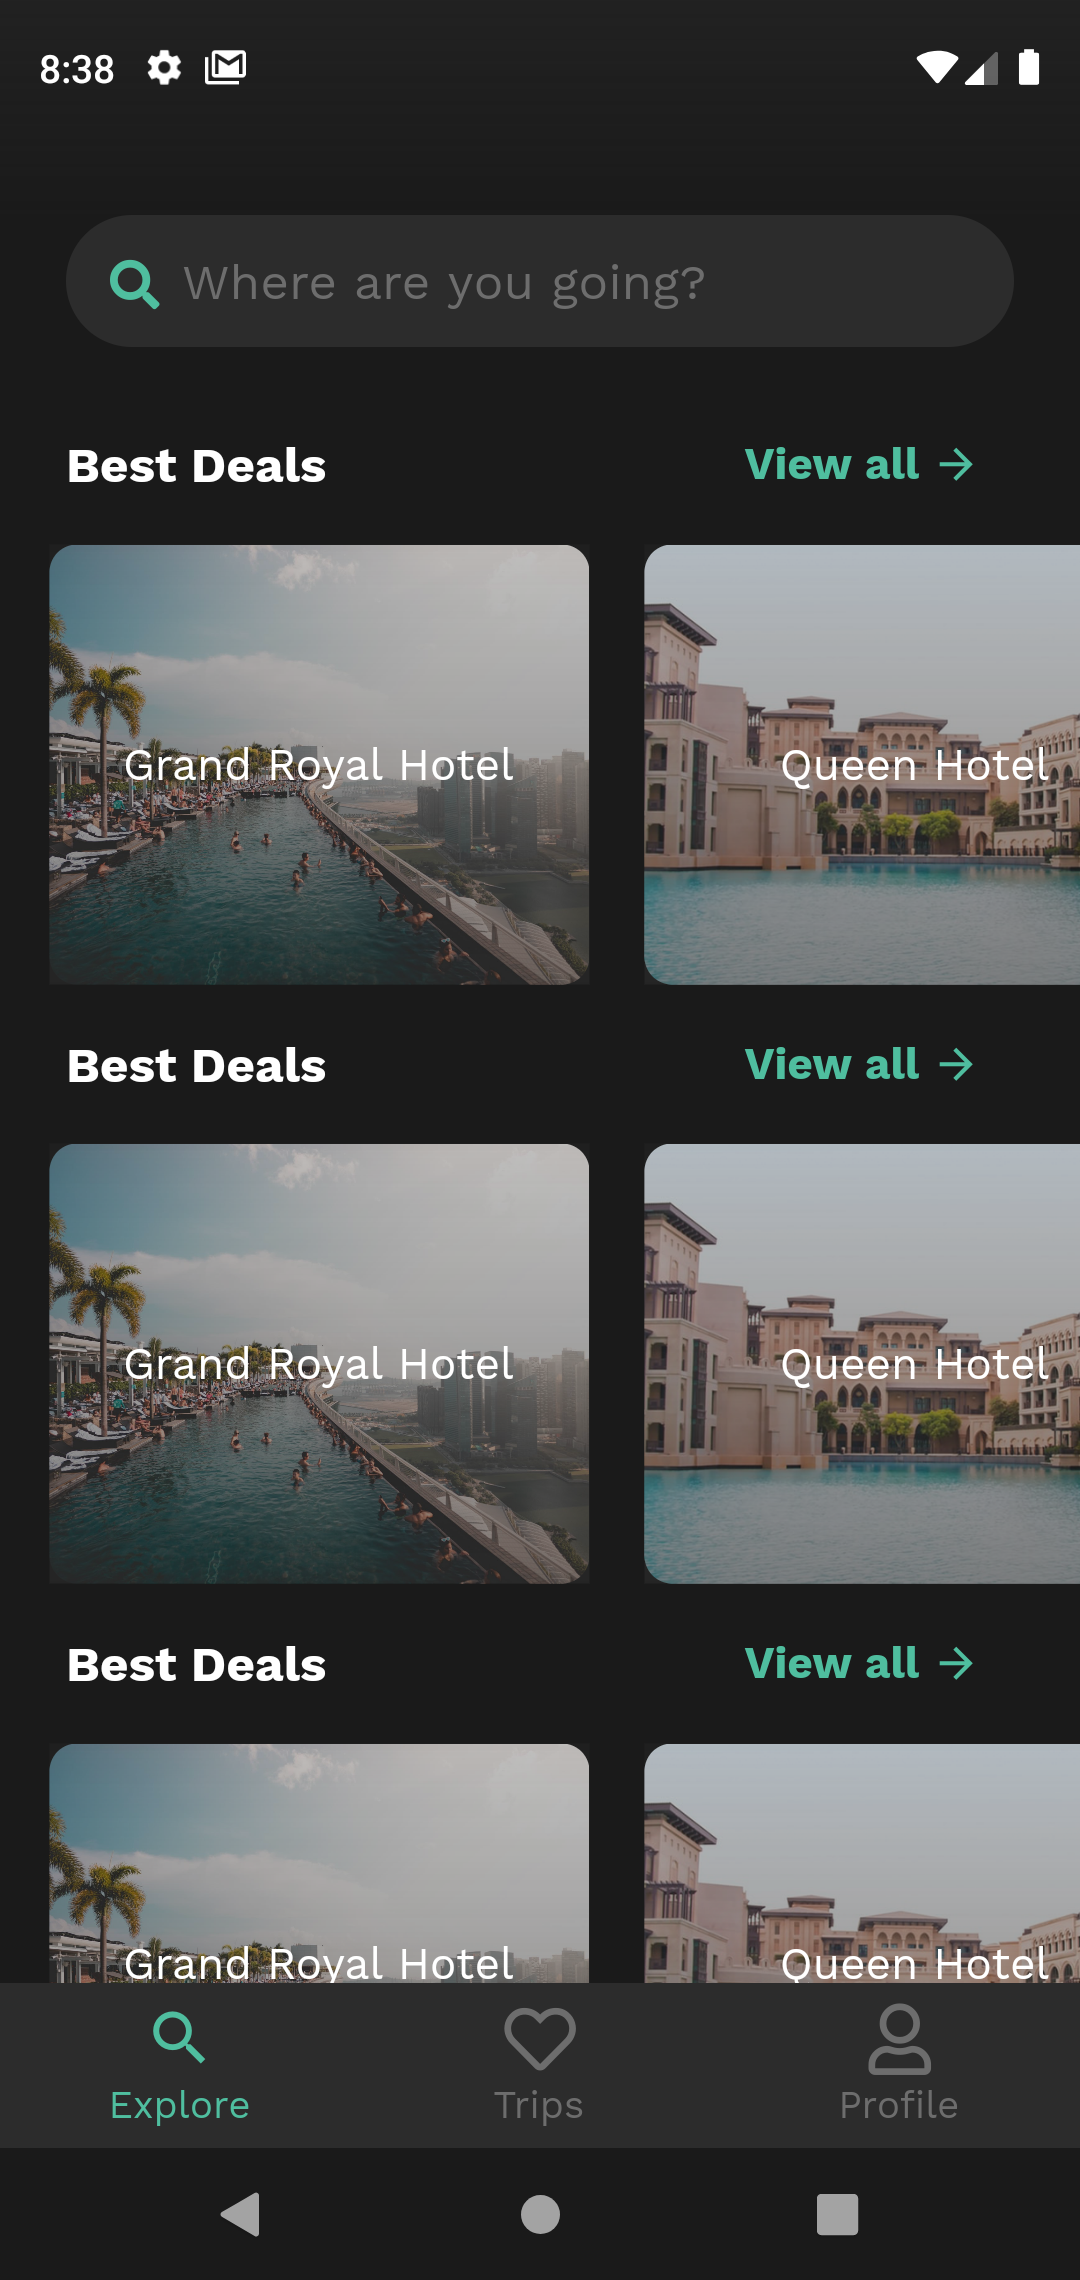 8:38
Where are you going?
Best Deals
View all
Grand Royal Hotel
Queen Hotel
Best Deals
View all
Grand Royal Hotel
Queen Hotel
Best Deals
View all
Grand Royal Hotel
Queen Hotel
Explore
Trips
Profile